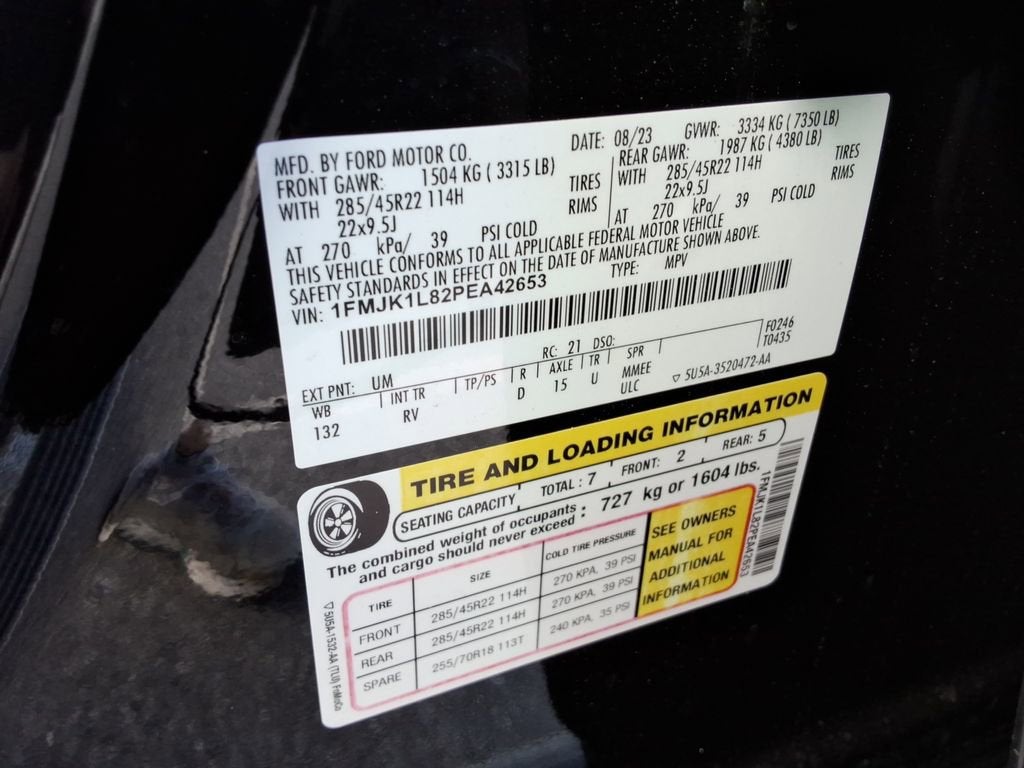 MFD. BY FORD MOTOR CO.
DATE: 08/23 GVWR: 3334 KG ( 7350 LB)
FRONT GAWR: 1504 KG ( 3315 LB)
REAR GAWR: 1987 KG ( 4380 LB)
WITH 285/45R22 114H TIRES
WITH 285/45R22 114H TIRES
22x9.5J RIMS
22x9.5J RIMS
AT 270 kPa/ 39 PSI COLD
AT 270 kPa/ 39 PSI COLD
THIS VEHICLE CONFORMS TO ALL APPLICABLE FEDERAL MOTOR VEHICLE
SAFETY STANDARDS IN EFFECT ON THE DATE OF MANUFACTURE SHOWN ABOVE.
VIN: 1FMJK1L82PEA42653 TYPE: MPV
F0246
T0435
EXT PNT: UM RC: 21 DSO:
WB INT TR TP/PS R AXLE TR SPR
132 RV D 15 U MMEE
ULC ▽ 5U5A-3520472-AA
TIRE AND LOADING INFORMATION
SEATING CAPACITY TOTAL : 7 FRONT: 2 REAR: 5
The combined weight of occupants
and cargo should never exceed : 727 kg or 1604 lbs.
TIRE SIZE COLD TIRE PRESSURE
FRONT 285/45R22 114H 270 KPA, 39 PSI
REAR 285/45R22 114H 270 KPA, 39 PSI
SPARE 255/70R18 113T 240 KPA, 35 PSI
SEE OWNERS
MANUAL FOR
ADDITIONAL
INFORMATION
1FMJK1L82PEA42653
▽ 5U5A-1532-AA (TLU) FoMoCo